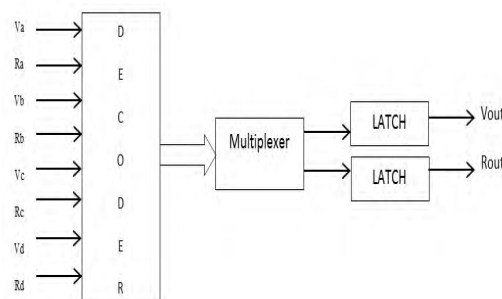 Va
Ra
Vb
Rb
Vc
Rc
Vd
Rd
D
E
C
O
D
E
R
Multiplexer
LATCH
LATCH
Vout
Rout